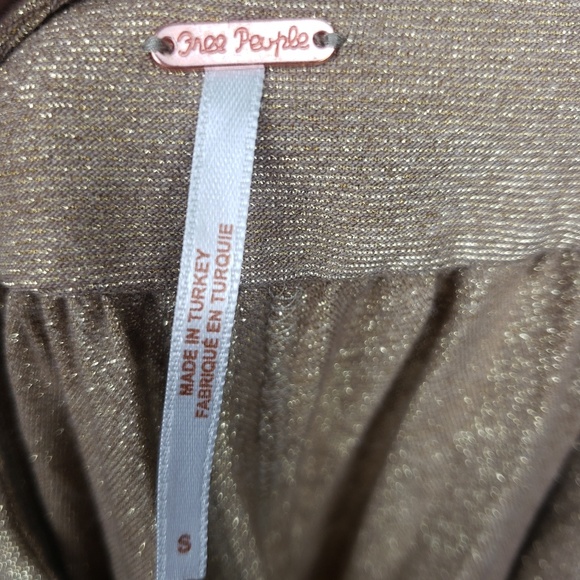 Free People
MADE IN TURKEY
FABRIQUÉ EN TURQUIE
S